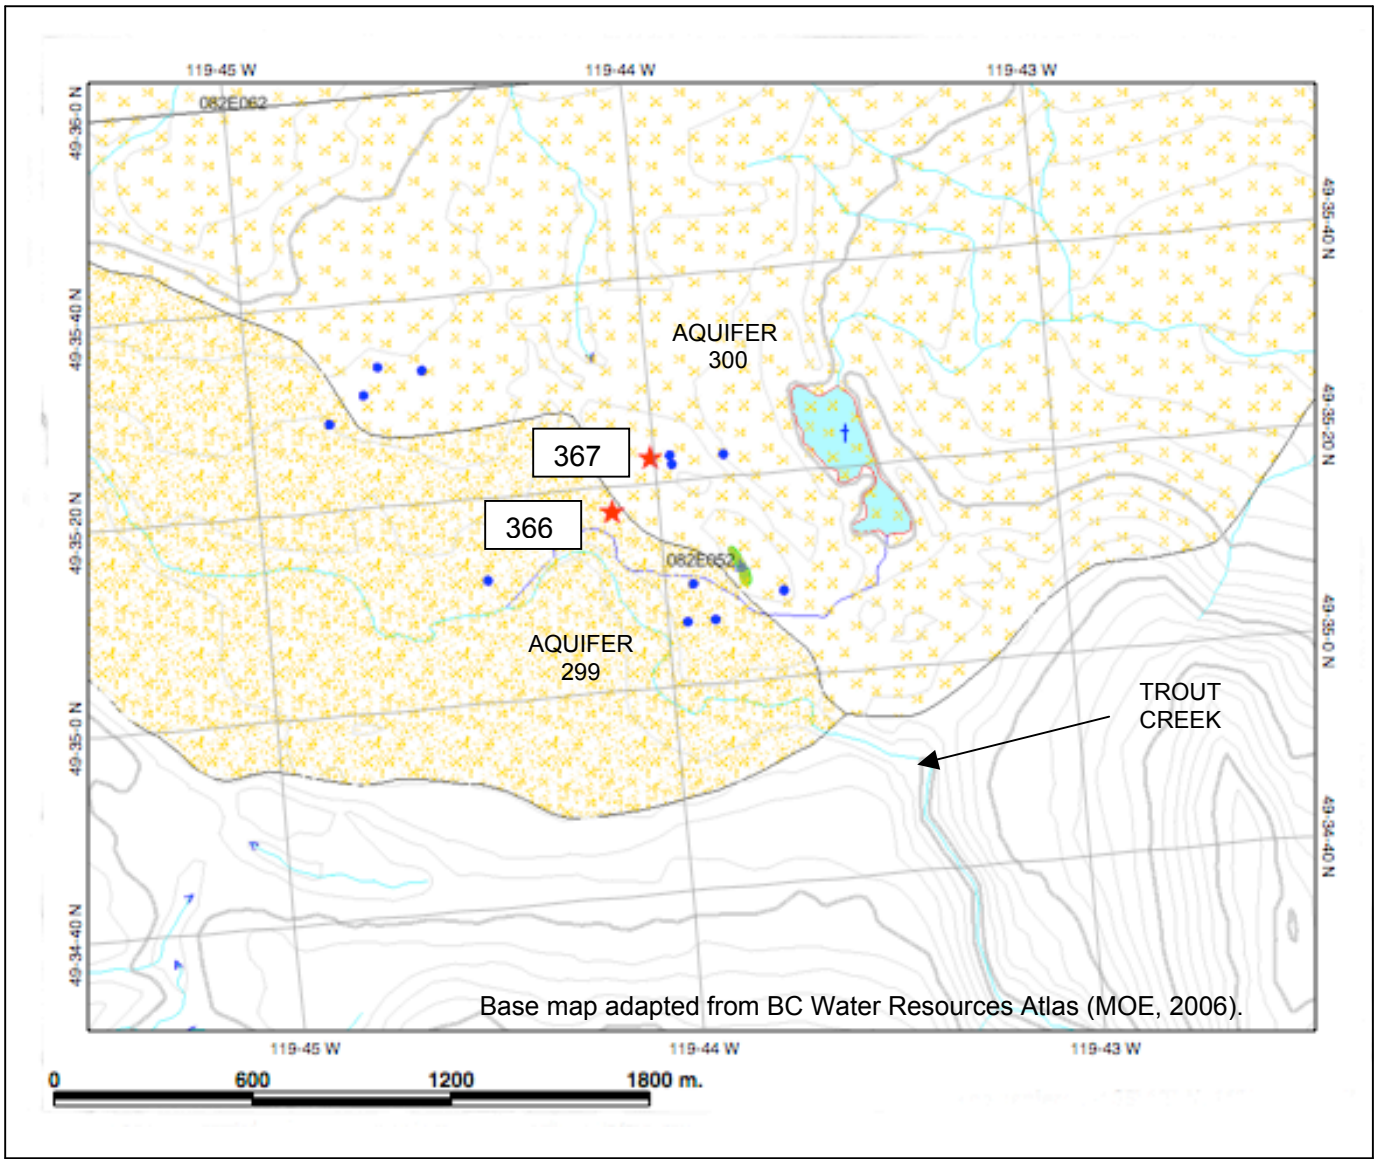 119-45 W
119-44 W
119-43 W
082E062
49-36-0 N
49-35-40 N
49-35-40 N
AQUIFER
300
49-35-20 N
367
366
49-35-20 N
082E052
49-35-0 N
AQUIFER
299
TROUT
CREEK
49-35-0 N
49-34-40 N
49-34-40 N
Base map adapted from BC Water Resources Atlas (MOE, 2006).
119-45 W
119-44 W
119-43 W
0 600 1200 1800 m.